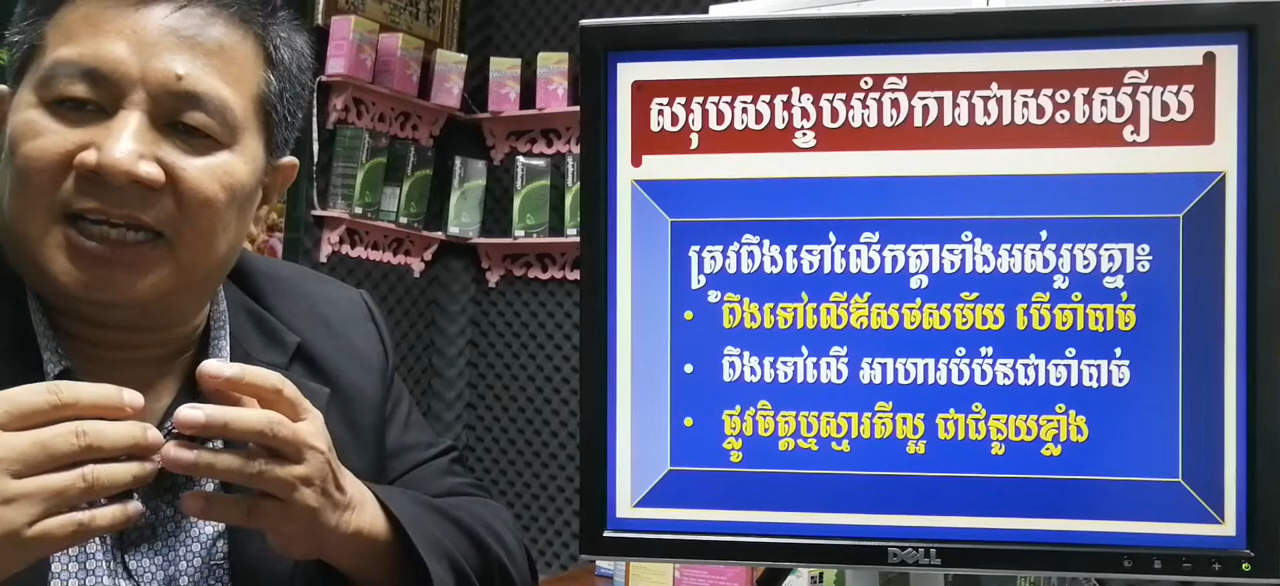 សរុបសង្ខេបអំពីការជាសះស្បើយ
ត្រូវពឹងទៅលើកត្តាទាំងអស់រួមគ្នា៖
• ពឹងទៅលើឱសថសម័យ បើចាំបាច់
• ពឹងទៅលើ អាហារបំប៉នជាចាំបាច់
• ផ្លូវចិត្តឬស្មារតីល្អ ជាជំនួយខ្លាំង
DELL